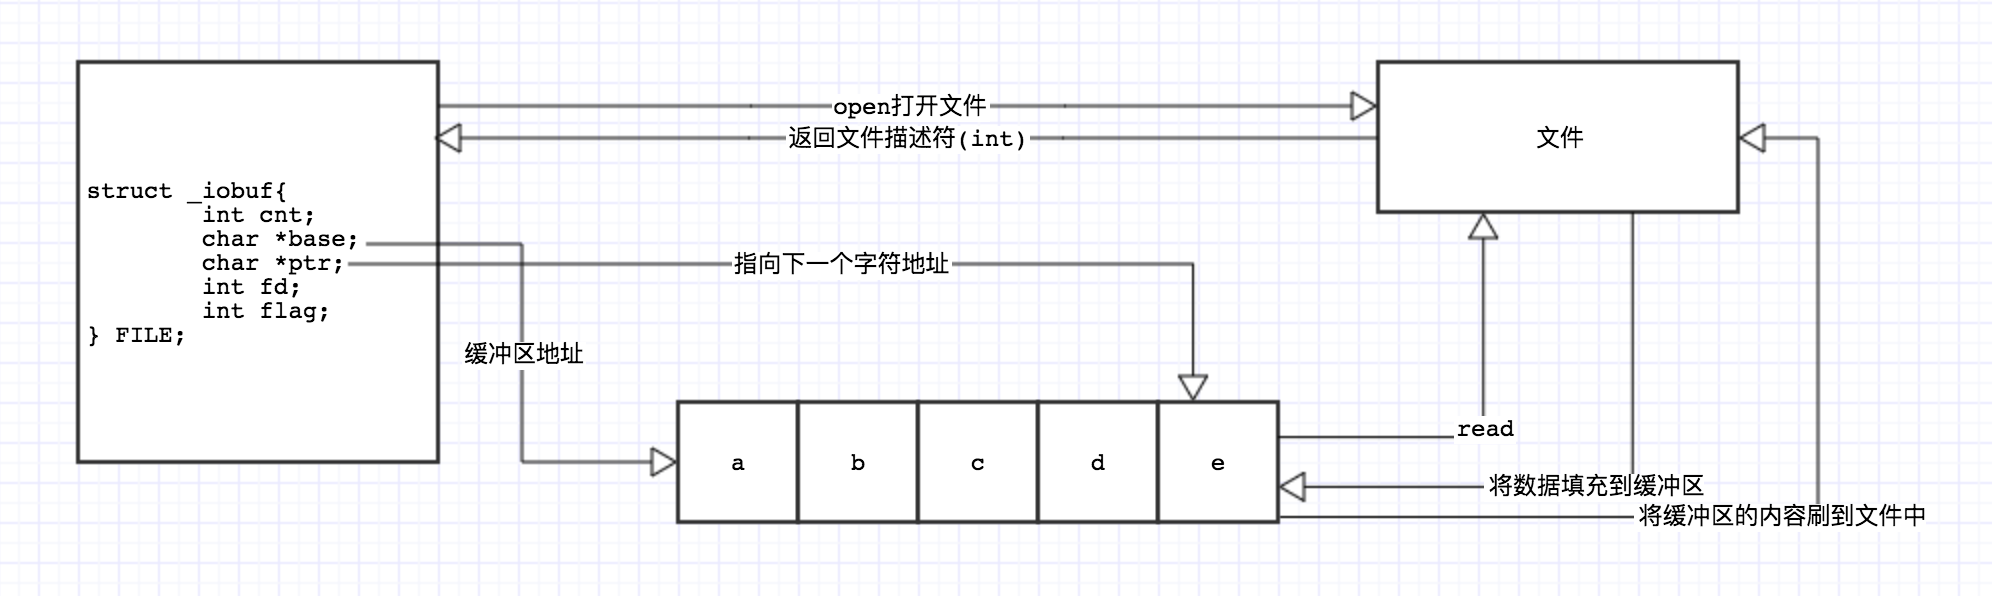 open打开文件
返回文件描述符(int)
文件
struct _iobuf{
int cnt;
char *base;
char *ptr;
int fd;
int flag;
} FILE;
指向下一个字符地址
缓冲区地址
a b c d e
read
将数据填充到缓冲区
将缓冲区的内容刷到文件中